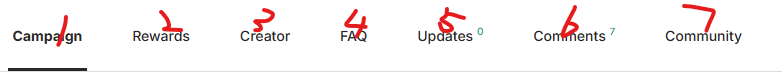 1 2 3 4 5 6 7
Campaign Rewards Creator FAQ Updates 0 Comments 7 Community